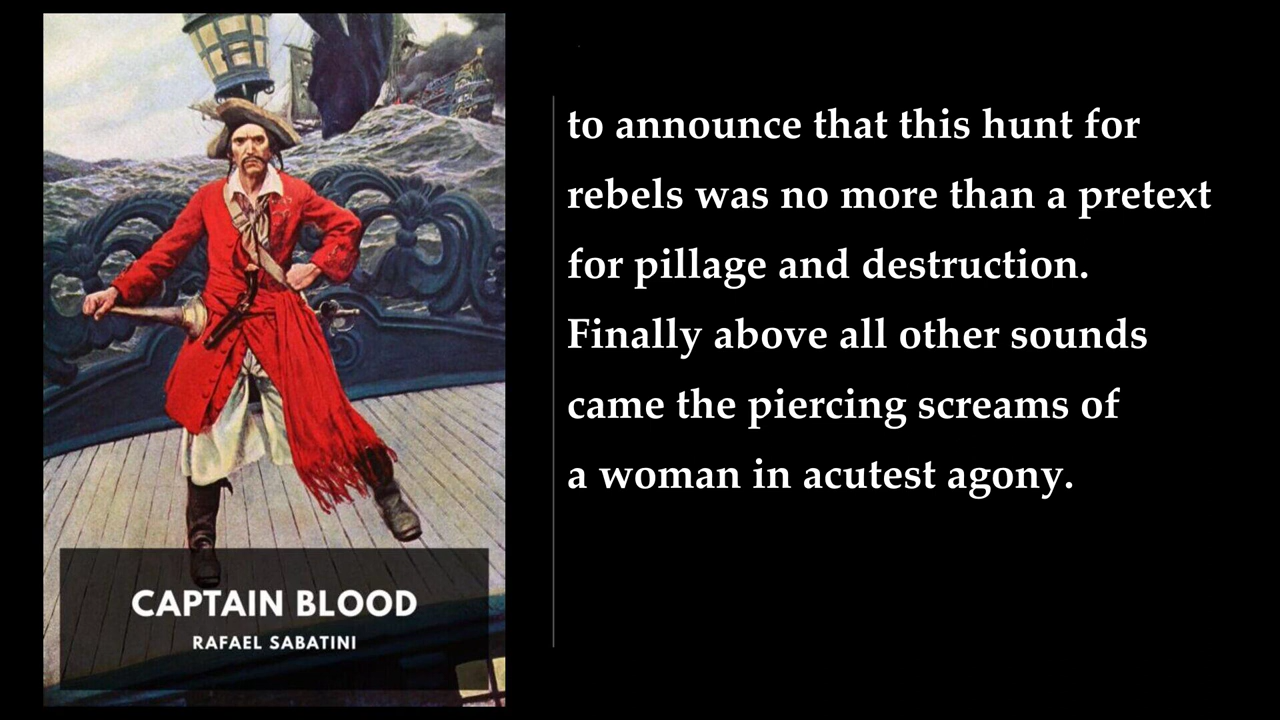 CAPTAIN BLOOD
RAFAEL SABATINI
to announce that this hunt for
rebels was no more than a pretext
for pillage and destruction.
Finally above all other sounds
came the piercing screams of
a woman in acutest agony.